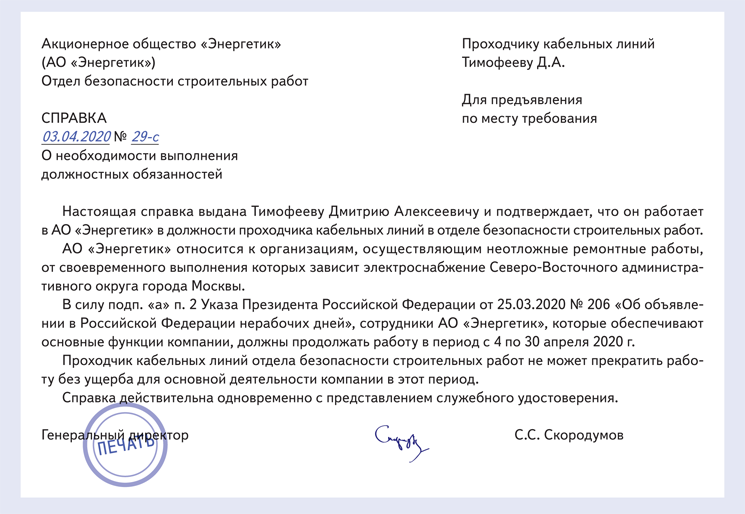 Акционерное общество «Энергетик»
(АО «Энергетик»)
Отдел безопасности строительных работ
Проходчику кабельных линий
Тимофееву Д.А.
Для предъявления
по месту требования
СПРАВКА
03.04.2020 № 29-с
О необходимости выполнения
должностных обязанностей
Настоящая справка выдана Тимофееву Дмитрию Алексеевичу и подтверждает, что он работает
в АО «Энергетик» в должности проходчика кабельных линий в отделе безопасности строительных работ.
АО «Энергетик» относится к организациям, осуществляющим неотложные ремонтные работы,
от своевременного выполнения которых зависит электроснабжение Северо-Восточного администра-
тивного округа города Москвы.
В силу подп. «а» п. 2 Указа Президента Российской Федерации от 25.03.2020 № 206 «Об объявле-
нии в Российской Федерации нерабочих дней», сотрудники АО «Энергетик», которые обеспечивают
основные функции компании, должны продолжать работу в период с 4 по 30 апреля 2020 г.
Проходчик кабельных линий отдела безопасности строительных работ не может прекратить рабо-
ту без ущерба для основной деятельности компании в этот период.
Справка действительна одновременно с представлением служебного удостоверения.
Генеральный директор
С.С. Скородумов
ПЕЧАТЬ